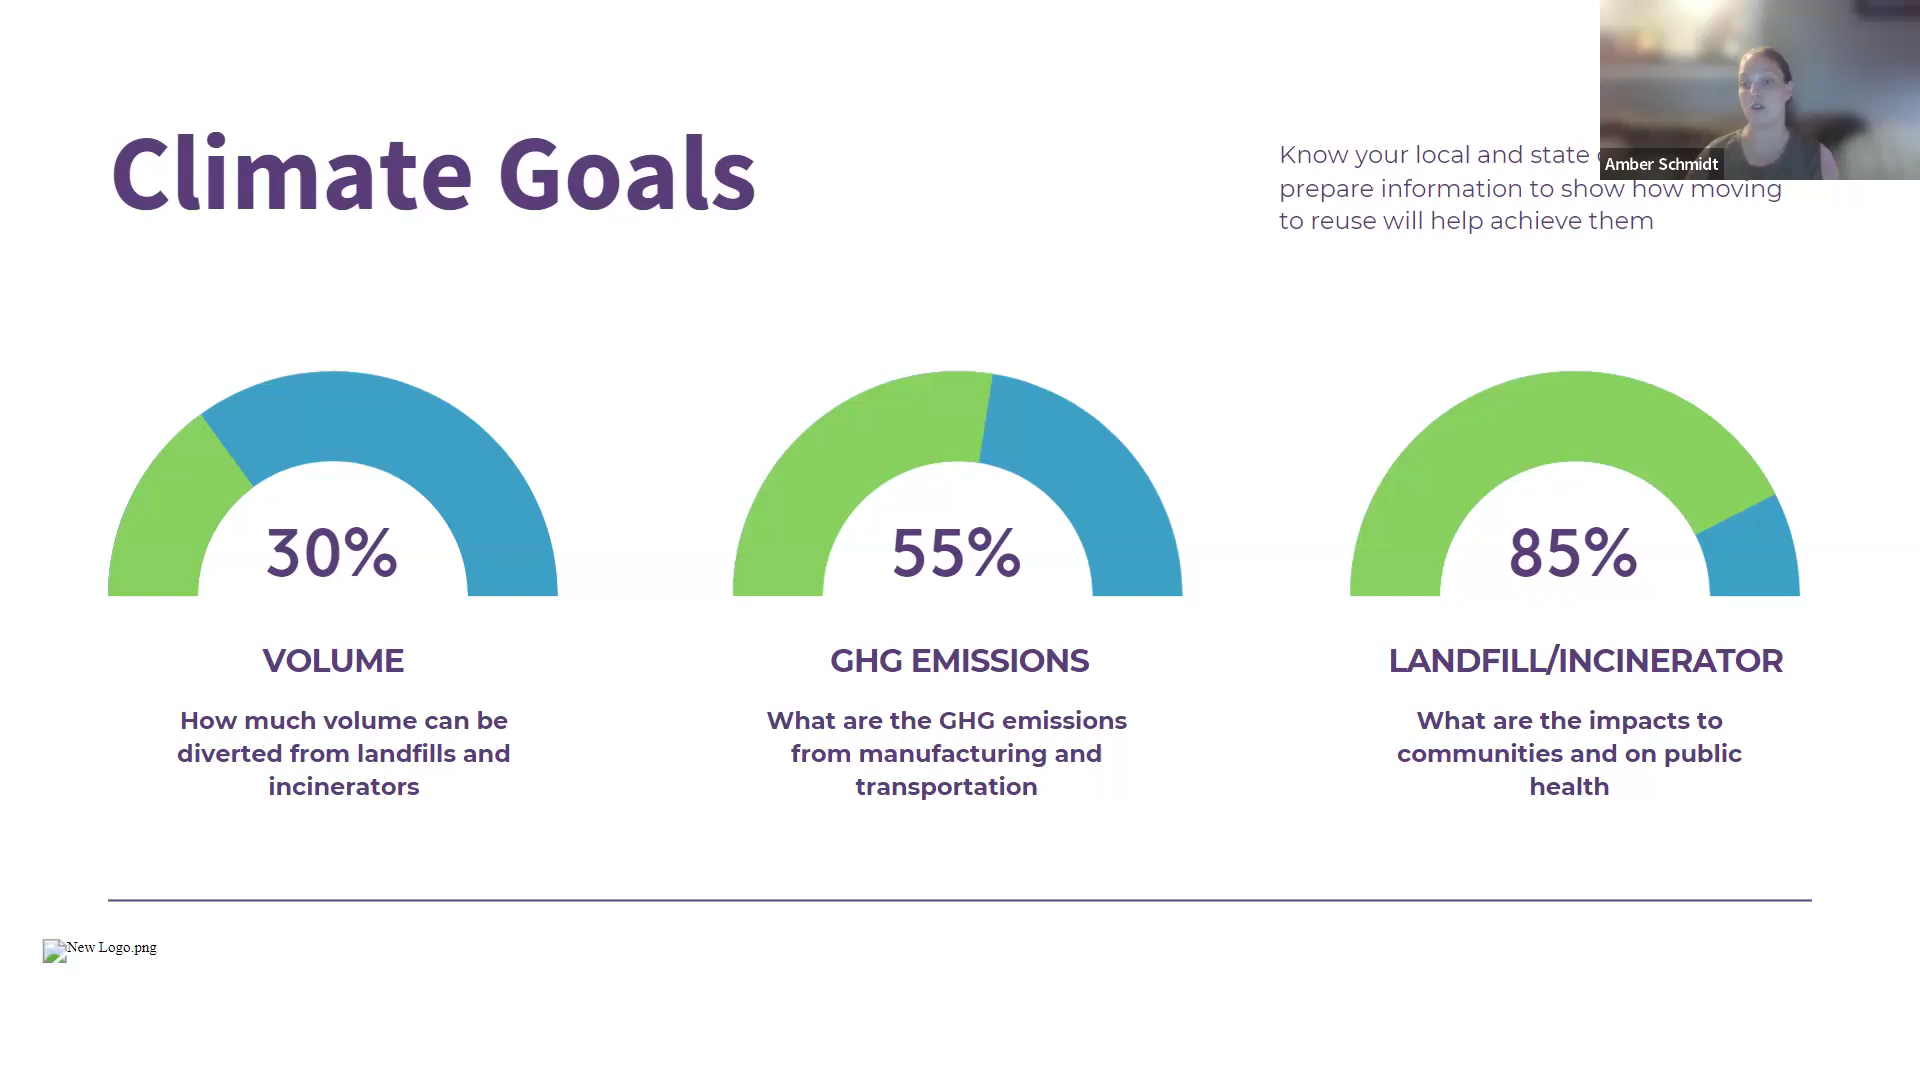 Climate Goals
Know your local and state
prepare information to show how moving
to reuse will help achieve them
Amber Schmidt
30%
55%
85%
VOLUME
GHG EMISSIONS
LANDFILL/INCINERATOR
How much volume can be
diverted from landfills and
incinerators
What are the GHG emissions
from manufacturing and
transportation
What are the impacts to
communities and on public
health
New Logo.png